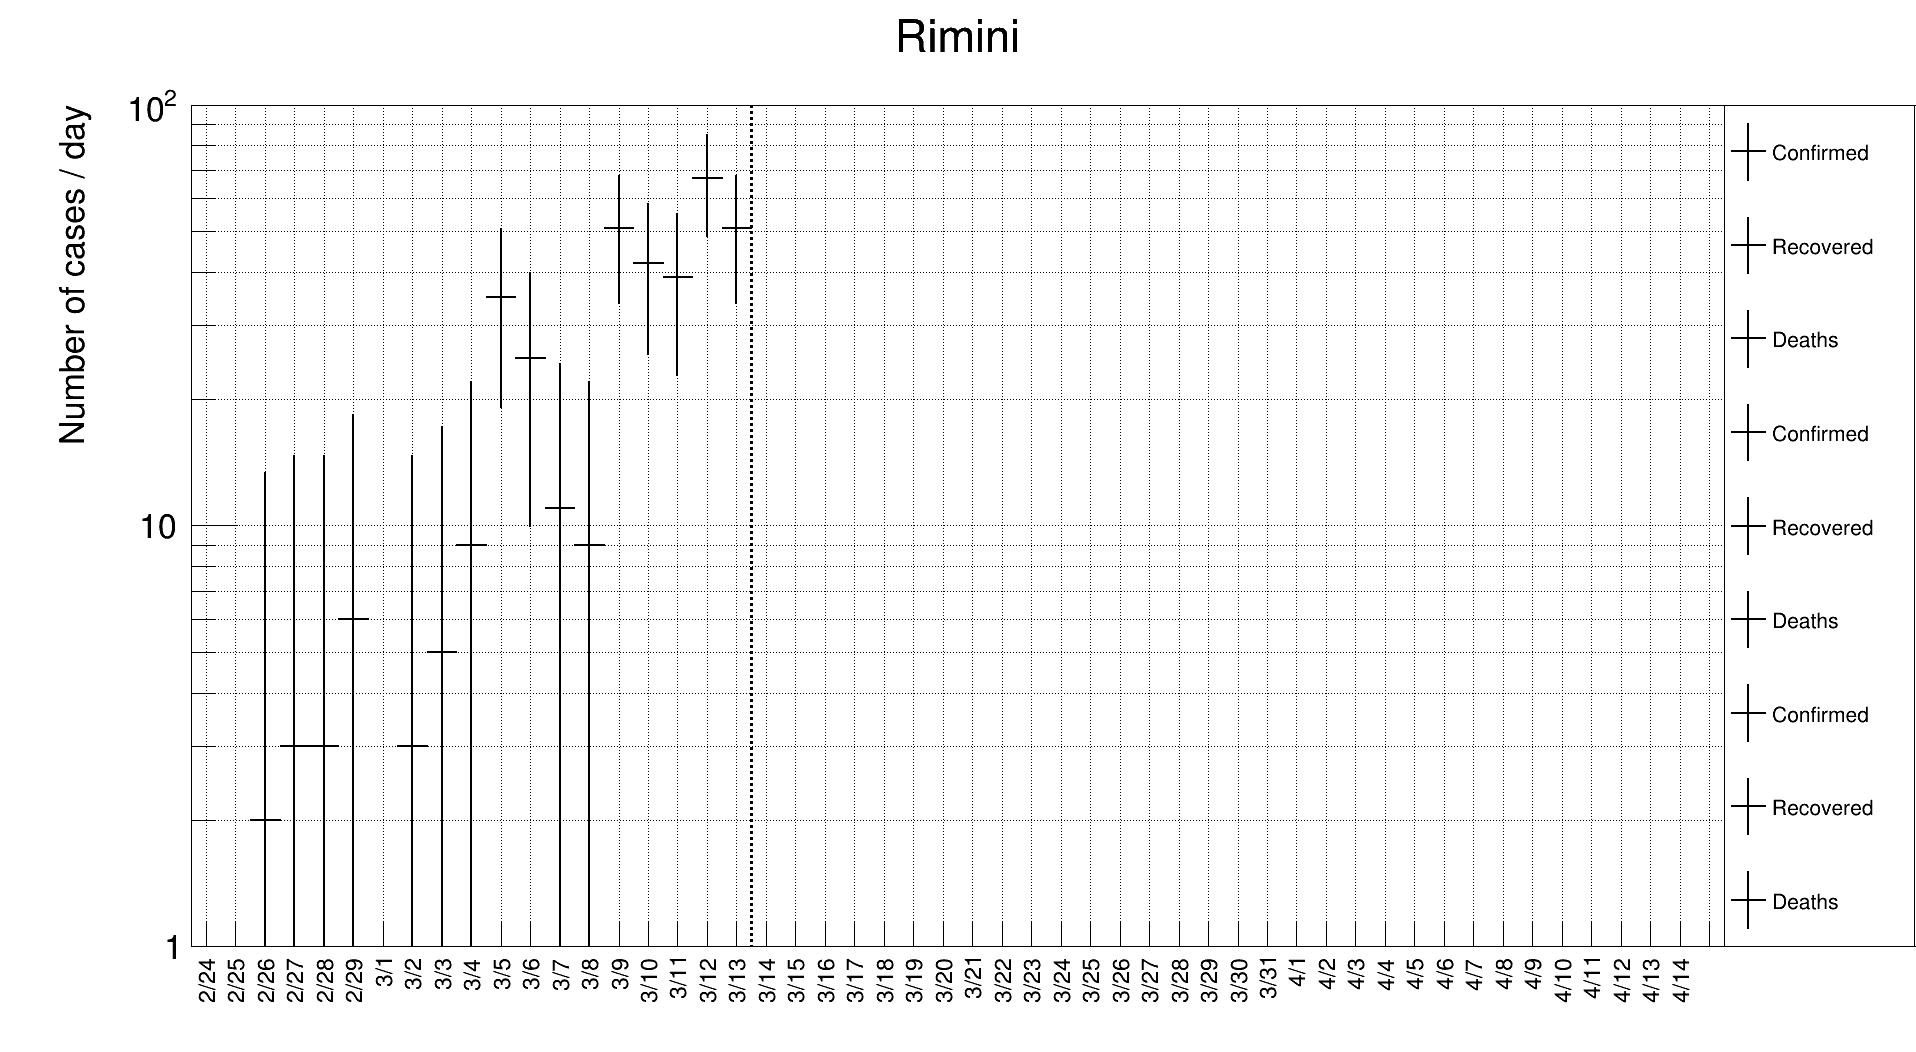 Rimini
Number of cases / day
10²
10
1
2/24 2/25 2/26 2/27 2/28 2/29 3/1 3/2 3/3 3/4 3/5 3/6 3/7 3/8 3/9 3/10 3/11 3/12 3/13 3/14 3/15 3/16 3/17 3/18 3/19 3/20 3/21 3/22 3/23 3/24 3/25 3/26 3/27 3/28 3/29 3/30 3/31 4/1 4/2 4/3 4/4 4/5 4/6 4/7 4/8 4/9 4/10 4/11 4/12 4/13 4/14
Confirmed
Recovered
Deaths
Confirmed
Recovered
Deaths
Confirmed
Recovered
Deaths